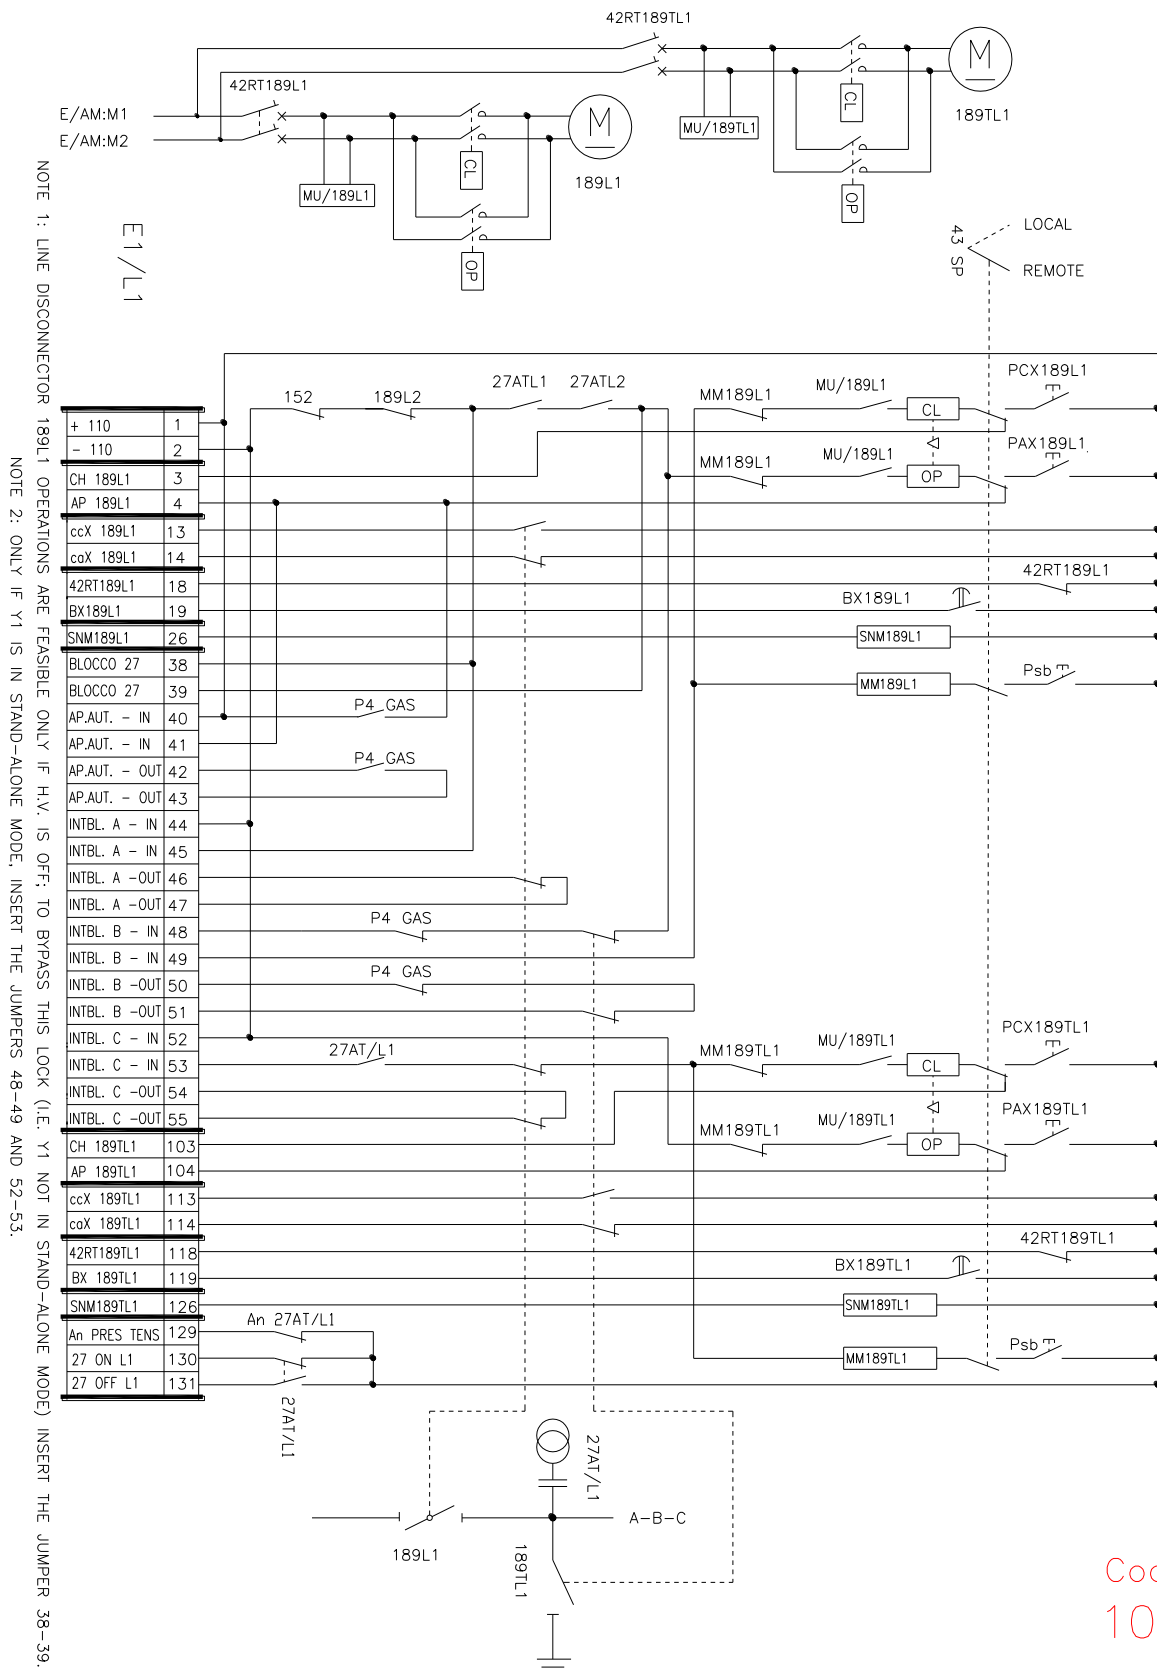 42RT189TL1
M
189TL1
CL
MU/189TL1
OP
42RT189L1
E/AM:M1
E/AM:M2
M
189L1
CL
MU/189L1
OP
E1/L1
43 SP
LOCAL
REMOTE
NOTE 1: LINE DISCONNECTOR 189L1 OPERATIONS ARE FEASIBLE ONLY IF H.V. IS OFF; TO BYPASS THIS LOCK (I.E. Y1 NOT IN STAND-ALONE MODE) INSERT THE JUMPER 38-39.
NOTE 2: ONLY IF Y1 IS IN STAND-ALONE MODE, INSERT THE JUMPERS 48-49 AND 52-53.
152
189L2
27ATL1
27ATL2
MM189L1
MU/189L1
CL
PCX189L1
MM189L1
MU/189L1
OP
PAX189L1
+ 110 1
- 110 2
CH 189L1 3
AP 189L1 4
ccX 189L1 13
caX 189L1 14
42RT189L1 18
BX189L1 19
SNM189L1 26
BLOCCO 27 38
BLOCCO 27 39
AP.AUT. - IN 40
AP.AUT. - IN 41
AP.AUT. - OUT 42
AP.AUT. - OUT 43
INTBL. A - IN 44
INTBL. A - IN 45
INTBL. A -OUT 46
INTBL. A -OUT 47
INTBL. B - IN 48
INTBL. B - IN 49
INTBL. B -OUT 50
INTBL. B -OUT 51
INTBL. C - IN 52
INTBL. C - IN 53
INTBL. C -OUT 54
INTBL. C -OUT 55
CH 189TL1 103
AP 189TL1 104
ccX 189TL1 113
caX 189TL1 114
42RT189TL1 118
BX 189TL1 119
SNM189TL1 126
An PRES TENS 129
27 ON L1 130
27 OFF L1 131
42RT189L1
BX189L1
SNM189L1
MM189L1
Psb
P4 GAS
P4 GAS
P4 GAS
P4 GAS
27AT/L1
MM189TL1
MU/189TL1
CL
PCX189TL1
MM189TL1
MU/189TL1
OP
PAX189TL1
42RT189TL1
BX189TL1
SNM189TL1
MM189TL1
Psb
An 27AT/L1
27AT/L1
27AT/L1
A-B-C
189L1
189TL1
10